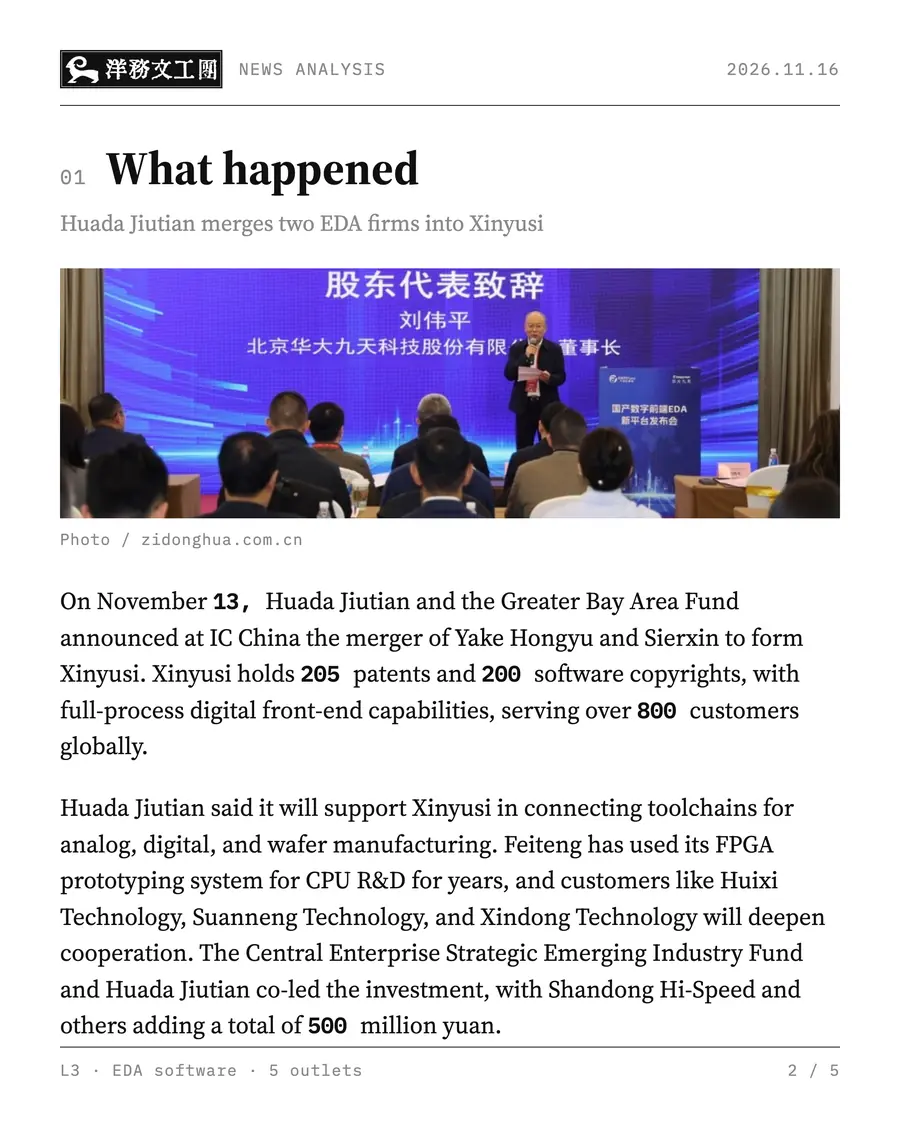 洋務文工團 NEWS ANALYSIS 2026.11.16
01 What happened
Huada Jiutian merges two EDA firms into Xinyusi
股东代表致辞
刘伟平
北京华大九天科技股份有限 董事长
国产数字前端EDA
新平台发布会
Photo / zidonghua.com.cn
On November 13, Huada Jiutian and the Greater Bay Area Fund
announced at IC China the merger of Yake Hongyu and Sierxin to form
Xinyusi. Xinyusi holds 205 patents and 200 software copyrights, with
full-process digital front-end capabilities, serving over 800 customers
globally.
Huada Jiutian said it will support Xinyusi in connecting toolchains for
analog, digital, and wafer manufacturing. Feiteng has used its FPGA
prototyping system for CPU R&D for years, and customers like Huixi
Technology, Suanneng Technology, and Xindong Technology will deepen
cooperation. The Central Enterprise Strategic Emerging Industry Fund
and Huada Jiutian co-led the investment, with Shandong Hi-Speed and
others adding a total of 500 million yuan.
L3 · EDA software · 5 outlets 2 / 5